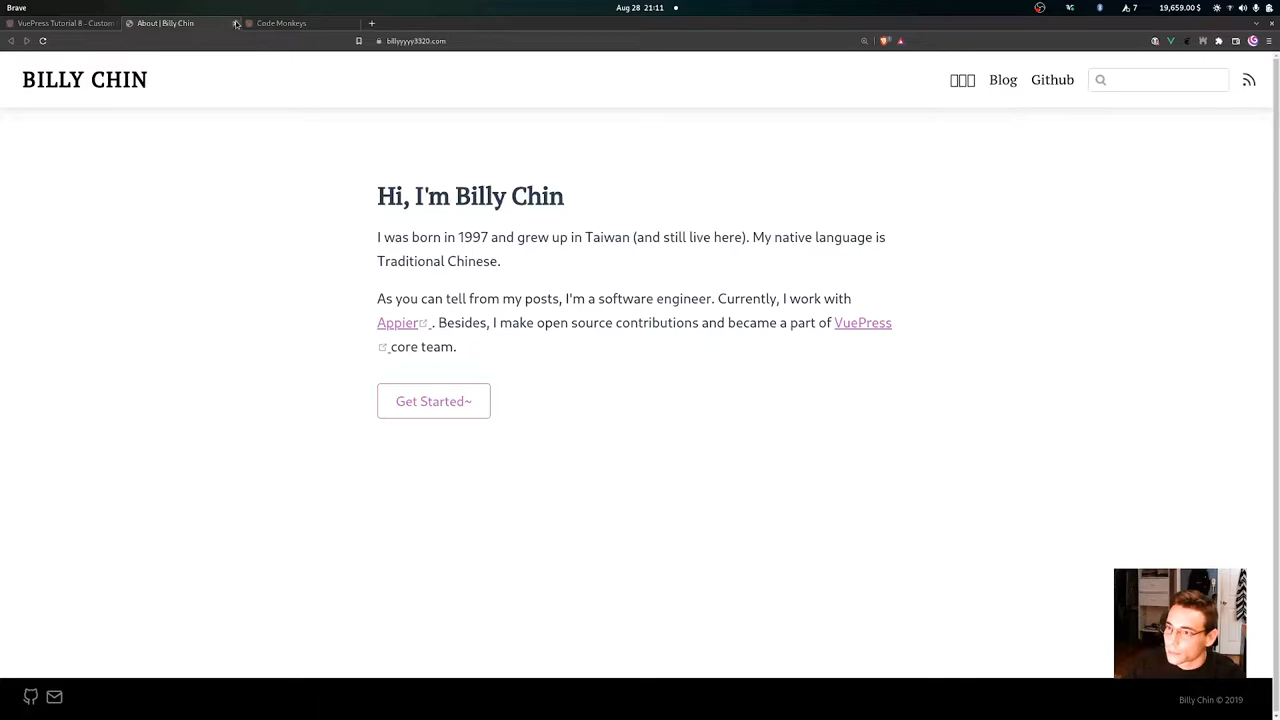 Brave
Aug 28 21:11
7
19,659.00 $
VuePress Tutorial 8 - Custom
About | Billy Chin
Code Monkeys
billyyyyy3320.com
BILLY CHIN
Blog
Github
Hi, I'm Billy Chin
I was born in 1997 and grew up in Taiwan (and still live here). My native language is
Traditional Chinese.
As you can tell from my posts, I'm a software engineer. Currently, I work with
Appier . Besides, I make open source contributions and became a part of VuePress
core team.
Get Started~
Billy Chin © 2019